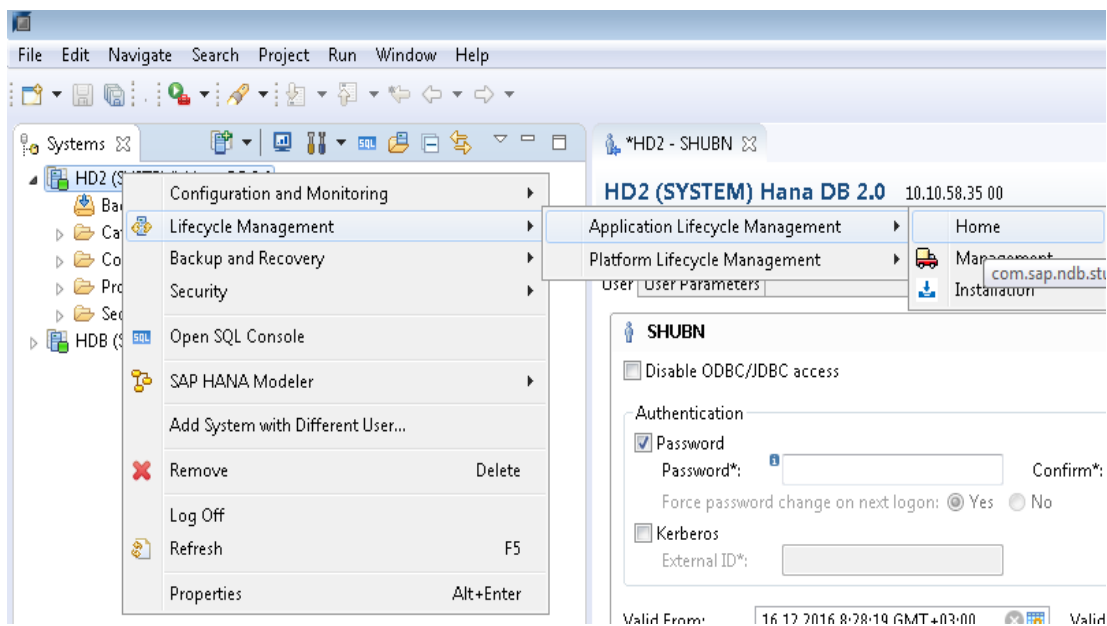 File Edit Navigate Search Project Run Window Help
Systems
HD2
Configuration and Monitoring
Lifecycle Management
Backup and Recovery
Security
SQL Open SQL Console
SAP HANA Modeler
Add System with Different User...
Remove Delete
Log Off
Refresh F5
Properties Alt+Enter
HDB
Application Lifecycle Management
Platform Lifecycle Management
Home
Management
com.sap.ndb.stu
Installation
*HD2 - SHUBN
HD2 (SYSTEM) Hana DB 2.0 10.10.58.35 00
User User Parameters
SHUBN
Disable ODBC/JDBC access
Authentication
Password
Password*: Confirm*:
Force password change on next logon: Yes No
Kerberos
External ID*:
Valid From: 16.12.2016 8:28:19 GMT+03:00 Valid